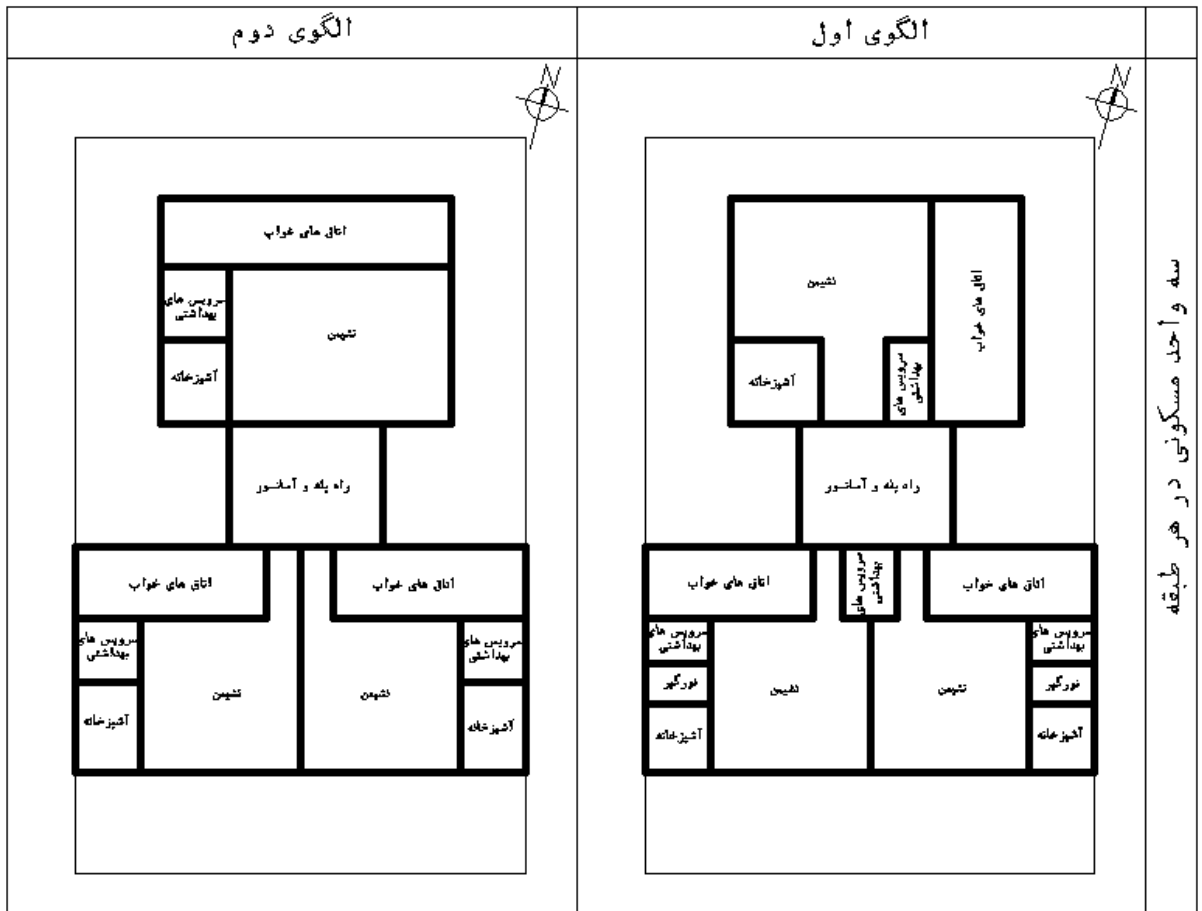 الگوی اول
الگوی دوم
سه واحد مسکونی در هر طبقه
N
نشیمن
اتاق های خواب
آشپزخانه
سرویس های
بهداشتی
راه پله و آسانسور
اتاق های خواب
سرویس های
بهداشتی
اتاق های خواب
سرویس های
بهداشتی
نورگیر
آشپزخانه
نشیمن
نشیمن
سرویس های
بهداشتی
نورگیر
آشپزخانه
N
اتاق های خواب
سرویس های
بهداشتی
نشیمن
آشپزخانه
راه پله و آسانسور
اتاق های خواب
اتاق های خواب
سرویس های
بهداشتی
آشپزخانه
نشیمن
نشیمن
سرویس های
بهداشتی
آشپزخانه